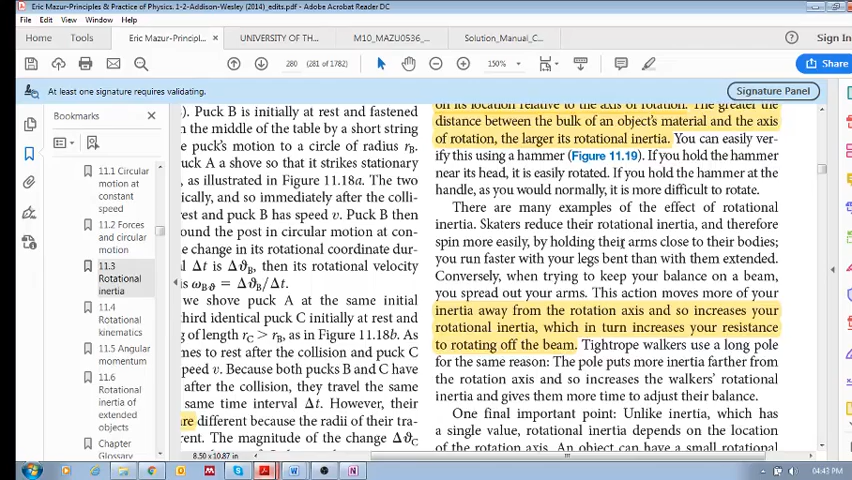 Eric Mazur-Principles & Practice of Physics. 1-2-Addison-Wesley (2014)_edits.pdf - Adobe Acrobat Reader DC
File Edit View Window Help
Home Tools Eric Mazur-Principl... × UNIVERSITY OF TH... M10_MAZU0536_... Solution_Manual_C... Sign In
280 (281 of 1782) 150% Share
At least one signature requires validating. Signature Panel
Bookmarks
11.1 Circular
motion at
constant
speed
11.2 Forces
and circular
motion
11.3
Rotational
inertia
11.4
Rotational
kinematics
11.5 Angular
momentum
11.6
Rotational
inertia of
extended
objects
Chapter
Glossary
). Puck B is initially at rest and fastened
n the middle of the table by a short string
e puck's motion to a circle of radius rB.
uck A a shove so that it strikes stationary
, as illustrated in Figure 11.18a. The two
ically, and so immediately after the colli-
rest and puck B has speed v. Puck B then
ound the post in circular motion at con-
e change in its rotational coordinate dur-
l Δt is ΔϑB, then its rotational velocity
is ωBϑ = ΔϑB/Δt.
we shove puck A at the same initial
third identical puck C initially at rest and
g of length rC > rB, as in Figure 11.18b. As
mes to rest after the collision and puck C
peed v. Because both pucks B and C have
after the collision, they travel the same
same time interval Δt. However, their
are different because the radii of their tra-
rent. The magnitude of the change ΔϑC
on its location relative to the axis of rotation. The greater the
distance between the bulk of an object's material and the axis
of rotation, the larger its rotational inertia. You can easily ver-
ify this using a hammer (Figure 11.19). If you hold the hammer
near its head, it is easily rotated. If you hold the hammer at the
handle, as you would normally, it is more difficult to rotate.
There are many examples of the effect of rotational
inertia. Skaters reduce their rotational inertia, and therefore
spin more easily, by holding their arms close to their bodies;
you run faster with your legs bent than with them extended.
Conversely, when trying to keep your balance on a beam,
you spread out your arms. This action moves more of your
inertia away from the rotation axis and so increases your
rotational inertia, which in turn increases your resistance
to rotating off the beam. Tightrope walkers use a long pole
for the same reason: The pole puts more inertia farther from
the rotation axis and so increases the walkers' rotational
inertia and gives them more time to adjust their balance.
One final important point: Unlike inertia, which has
a single value, rotational inertia depends on the location
of the rotation axis. An object can have a small rotational
8.50 x 10.87 in
04:43 PM